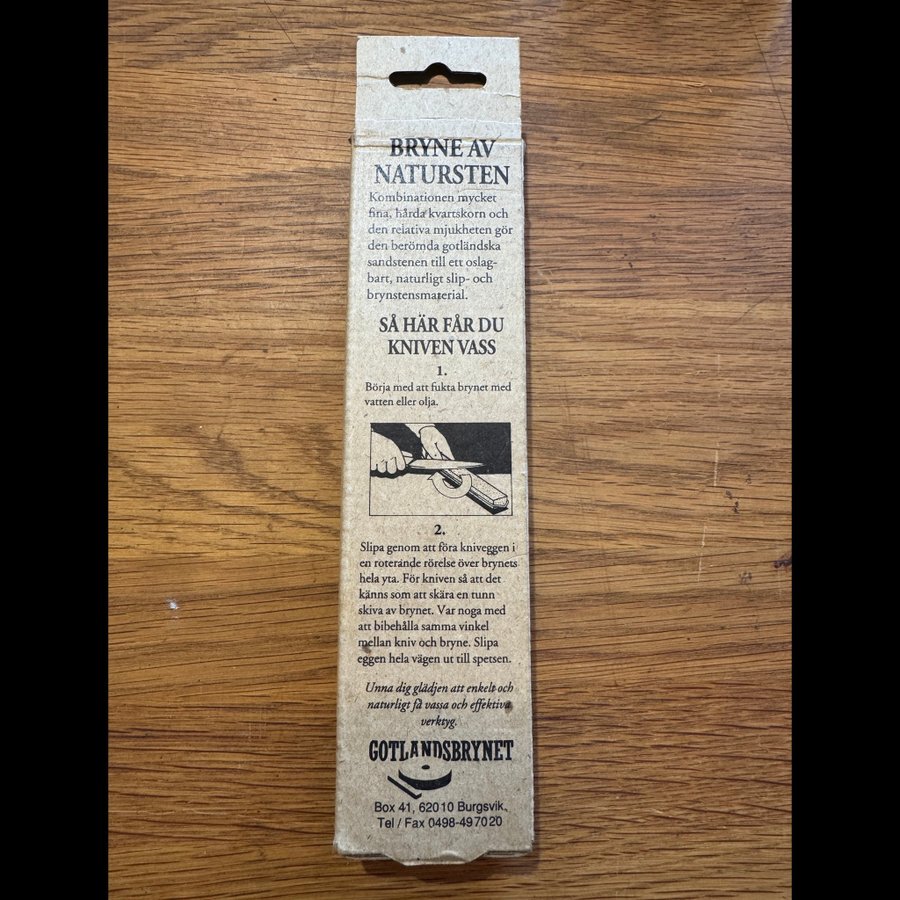 BRYNE AV
NATURSTEN
Kombinationen mycket
fina, hårda kvartskorn och
den relativa mjukheten gör
den berömda gotländska
sandstenen till ett oslag-
bart, naturligt slip- och
brynstensmaterial.
SÅ HÄR FÅR DU
KNIVEN VASS
1.
Börja med att fukta brynet med
vatten eller olja.
2.
Slipa genom att föra kniveggen i
en roterande rörelse över brynets
hela yta. För kniven så att det
känns som att skära en tunn
skiva av brynet. Var noga med
att bibehålla samma vinkel
mellan kniv och bryne. Slipa
eggen hela vägen ut till spetsen.
Unna dig glädjen att enkelt och
naturligt få vassa och effektiva
verktyg.
GOTLANDSBRYNET
Box 41, 620 10 Burgsvik,
Tel / Fax 0498-49 70 20